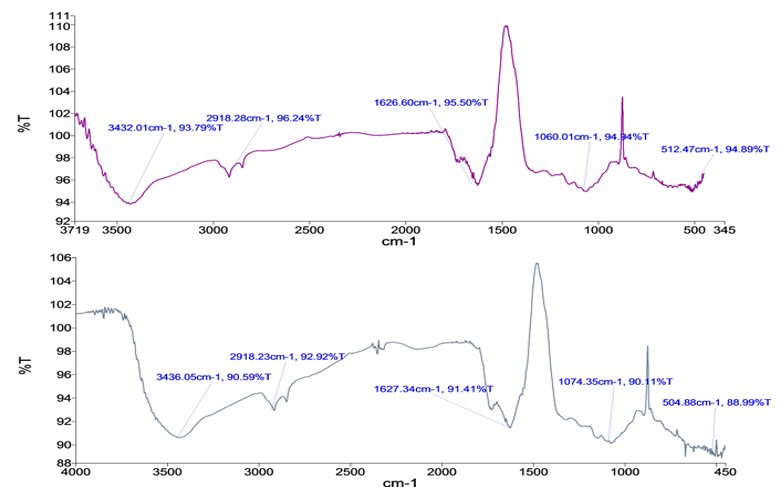 111
110
108
106
104
102
100
98
96
94
92
%T
3432.01cm-1, 93.79%T
2918.28cm-1, 96.24%T
1626.60cm-1, 95.50%T
1060.01cm-1, 94.94%T
512.47cm-1, 94.89%T
3719 3500 3000 2500 2000 1500 1000 500 345
cm-1
106
104
102
100
98
96
94
92
90
88
%T
3436.05cm-1, 90.59%T
2918.23cm-1, 92.92%T
1627.34cm-1, 91.41%T
1074.35cm-1, 90.11%T
504.88cm-1, 88.99%T
4000 3500 3000 2500 2000 1500 1000 450
cm-1